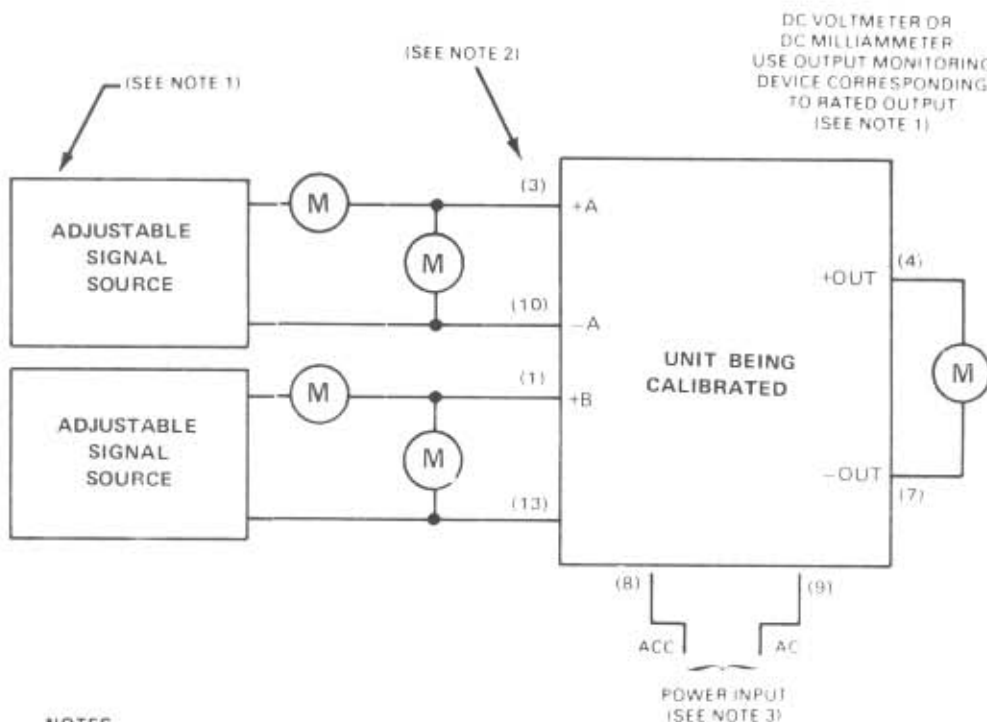 DC VOLTMETER OR
DC MILLIAMMETER
USE OUTPUT MONITORING
DEVICE CORRESPONDING
TO RATED OUTPUT
(SEE NOTE 1)
(SEE NOTE 1)
(SEE NOTE 2)
ADJUSTABLE
SIGNAL
SOURCE
M
M
(3)
+A
(10)
−A
ADJUSTABLE
SIGNAL
SOURCE
M
M
(1)
+B
(13)
UNIT BEING
CALIBRATED
+OUT
(4)
M
−OUT
(7)
(8)
(9)
ACC
AC
POWER INPUT
(SEE NOTE 3)
NOTES